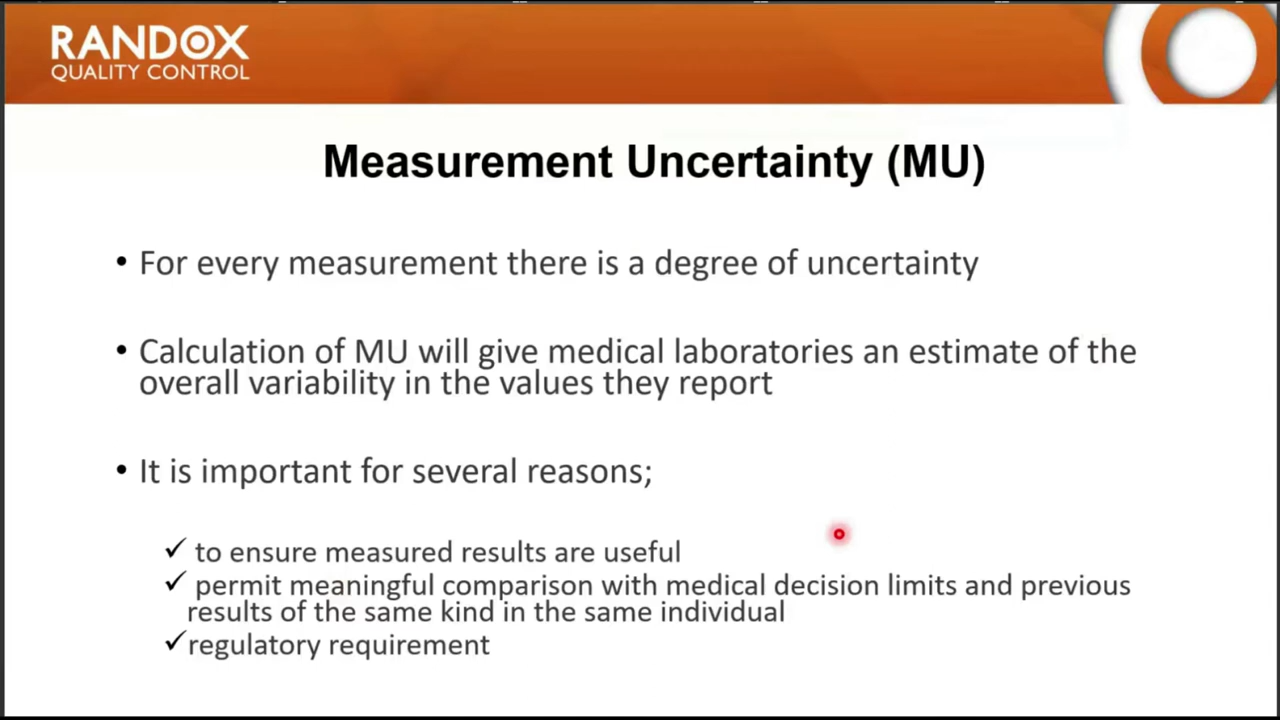 RANDOX
QUALITY CONTROL
Measurement Uncertainty (MU)
• For every measurement there is a degree of uncertainty
• Calculation of MU will give medical laboratories an estimate of the
overall variability in the values they report
• It is important for several reasons;
✓ to ensure measured results are useful
✓ permit meaningful comparison with medical decision limits and previous
results of the same kind in the same individual
✓regulatory requirement